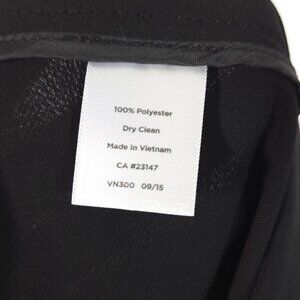 100% Polyester
Dry Clean
Made In Vietnam
CA #23147
VN300 09/15